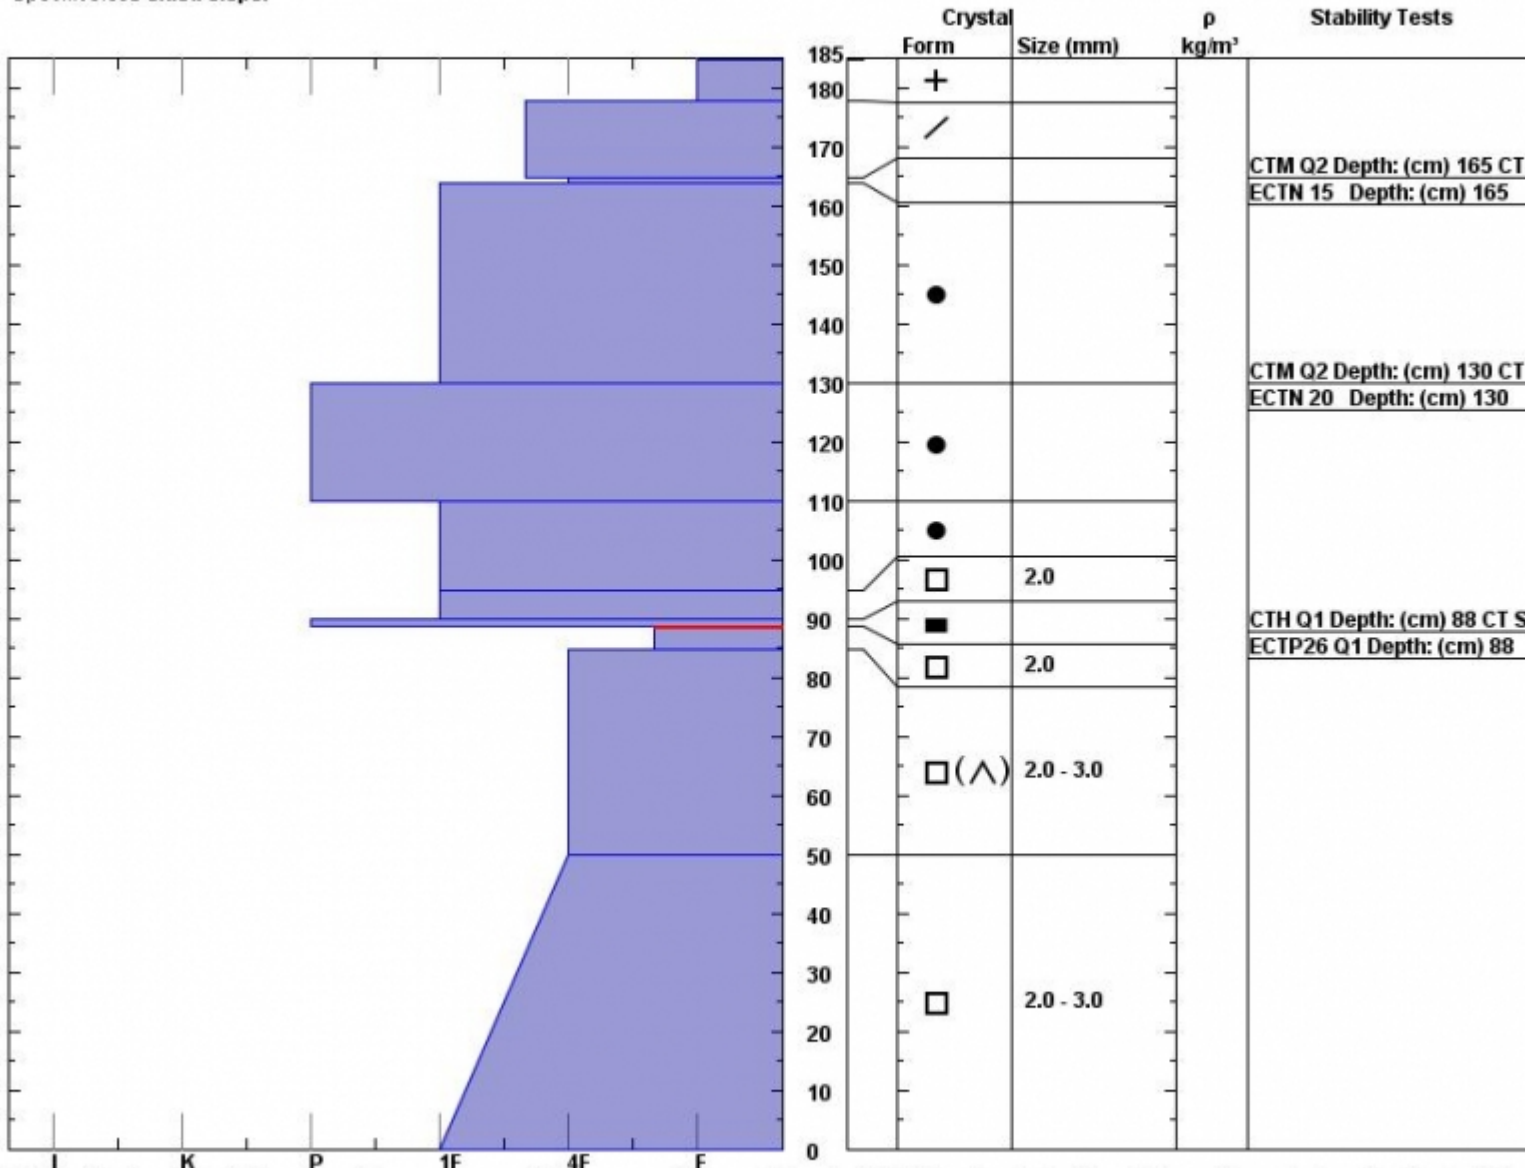 Crystal ρ Stability Tests
Form Size (mm) kg/m³
185
180
170
CTM Q2 Depth: (cm) 165 CT
ECTN 15 Depth: (cm) 165
160
150
140
CTM Q2 Depth: (cm) 130 CT
130
ECTN 20 Depth: (cm) 130
120
110
100
2.0
90
CTH Q1 Depth: (cm) 88 CT S
ECTP26 Q1 Depth: (cm) 88
2.0
80
70
2.0 - 3.0
60
50
40
30
2.0 - 3.0
20
10
0
I K P 1F 4F F